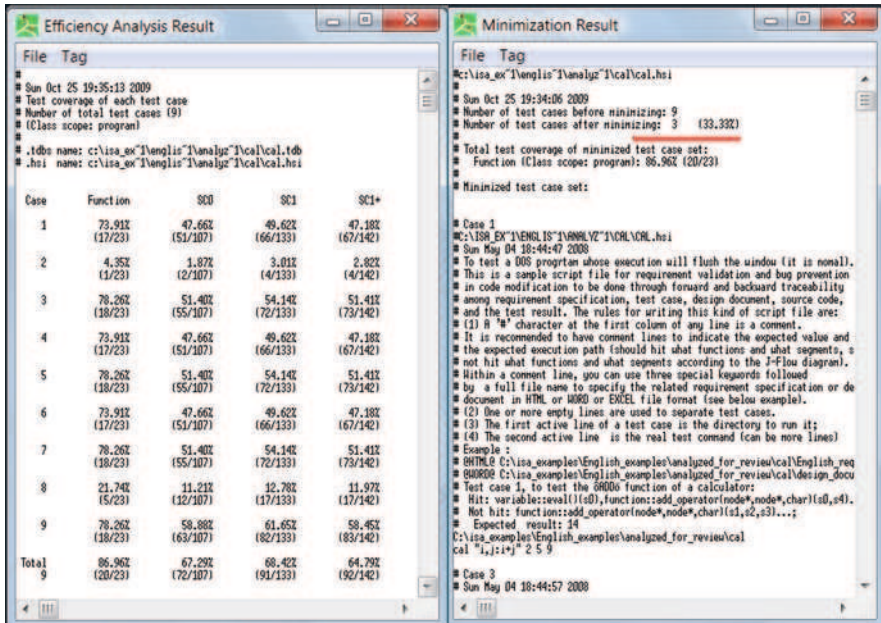 Efficiency Analysis Result
File Tag
#
# Sun Oct 25 19:35:13 2009
# Test coverage of each test case
# Number of total test cases (9)
# (Class scope: program)
#
# .tdbs name: c:\isa_ex~1\englis~1\analyz~1\cal\cal.tdb
# .hsi name: c:\isa_ex~1\englis~1\analyz~1\cal\cal.hsi
Case Function SC0 SC1 SC1+
1 73.91% 47.66% 49.62% 47.18%
(17/23) (51/107) (66/133) (67/142)
2 4.35% 1.87% 3.01% 2.82%
(1/23) (2/107) (4/133) (4/142)
3 78.26% 51.40% 54.14% 51.41%
(18/23) (55/107) (72/133) (73/142)
4 73.91% 47.66% 49.62% 47.18%
(17/23) (51/107) (66/133) (67/142)
5 78.26% 51.40% 54.14% 51.41%
(18/23) (55/107) (72/133) (73/142)
6 73.91% 47.66% 49.62% 47.18%
(17/23) (51/107) (66/133) (67/142)
7 78.26% 51.40% 54.14% 51.41%
(18/23) (55/107) (72/133) (73/142)
8 21.74% 11.21% 12.78% 11.97%
(5/23) (12/107) (17/133) (17/142)
9 78.26% 58.88% 61.65% 58.45%
(18/23) (63/107) (82/133) (83/142)
Total 86.96% 67.29% 68.42% 64.79%
9 (20/23) (72/107) (91/133) (92/142)
Minimization Result
File Tag
#c:\isa_ex~1\englis~1\analyz~1\cal\cal.hsi
#
# Sun Oct 25 19:34:06 2009
# Number of test cases before minimizing: 9
# Number of test cases after minimizing: 3 (33.33%)
#
# Total test coverage of minimized test case set:
# Function (Class scope: program): 86.96% (20/23)
#
# Minimized test case set:
# Case 1
#C:\ISA_EX~1\ENGLIS~1\ANALYZ~1\CAL\CAL.hsi
# Sun May 04 18:44:47 2008
# To test a DOS progrtam whose execution will flush the window (it is nomal).
# This is a sample script file for requirement validation and bug prevention
# in code modification to be done through forward and backward traceability
# among requirement specification, test case, design document, source code,
# and the test result. The rules for writing this kind of script file are:
# (1) A '#' character at the first column of any line is a comment.
# It is recommended to have comment lines to indicate the expected value and
# the expected execution path (should hit what functions and what segments, s
# not hit what functions and what segments according to the J-Flow diagram).
# Within a comment line, you can use three special keywords followed
# by a full file name to specify the related requirement specification or de
# document in HTML or WORD or EXCEL file format (see below example).
# (2) One or more empty lines are used to separate test cases.
# (3) The first active line of a test case is the directory to run it;
# (4) The second active line is the real test command (can be more lines)
# Example :
# @HTML@ C:\isa_examples\English_examples\analyzed_for_review\cal\English_req
# @WORD@ C:\isa_examples\English_examples\analyzed_for_review\cal\design_docu
# Test case 1, to test the ôADDö function of a calculator:
# Hit: variable::eval()(s0),function::add_operator(node*,node*,char)(s0,s4).
# Not hit: function::add_operator(node*,node*,char)(s1,s2,s3)...;
# Expected result: 14
C:\isa_examples\English_examples\analyzed_for_review\cal
cal "i,j:i+j" 2 5 9
# Case 3
# Sun May 04 18:44:57 2008